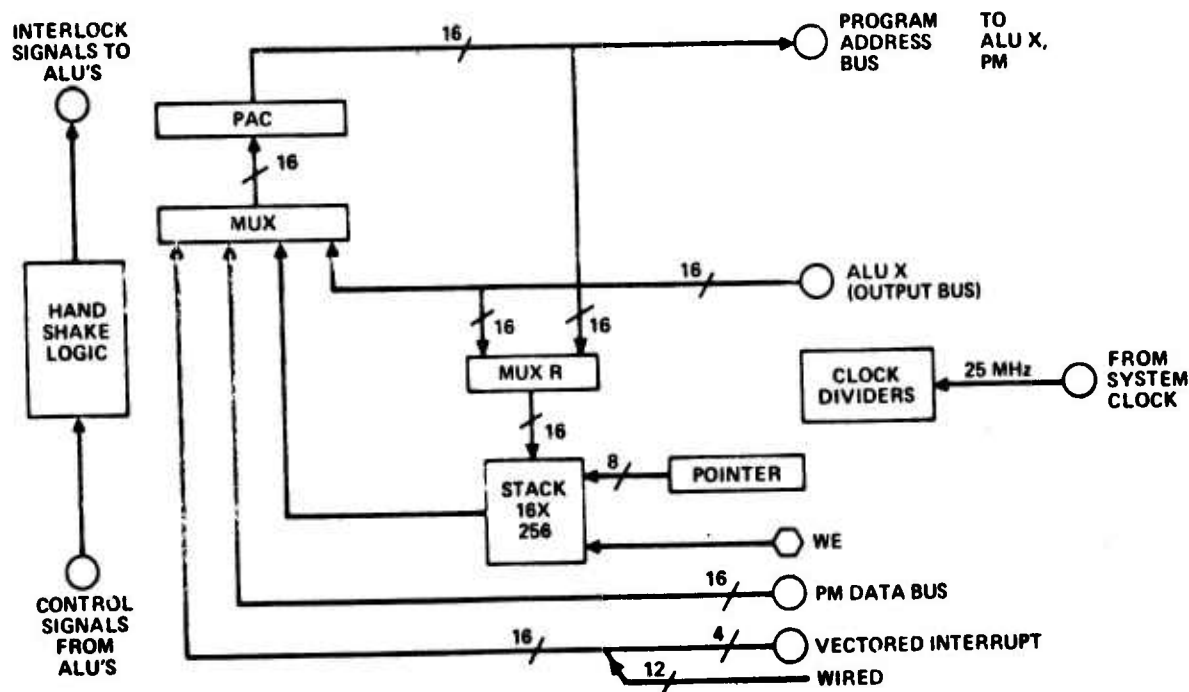 INTERLOCK
SIGNALS TO
ALU'S
16
PROGRAM
ADDRESS
BUS
TO
ALU X,
PM
PAC
16
MUX
16
ALU X
(OUTPUT BUS)
HAND
SHAKE
LOGIC
16
16
MUX R
CLOCK
DIVIDERS
25 MHz
FROM
SYSTEM
CLOCK
16
STACK
16X
256
8
POINTER
WE
16
PM DATA BUS
CONTROL
SIGNALS
FROM
ALU'S
16
4
VECTORED INTERRUPT
12
WIRED